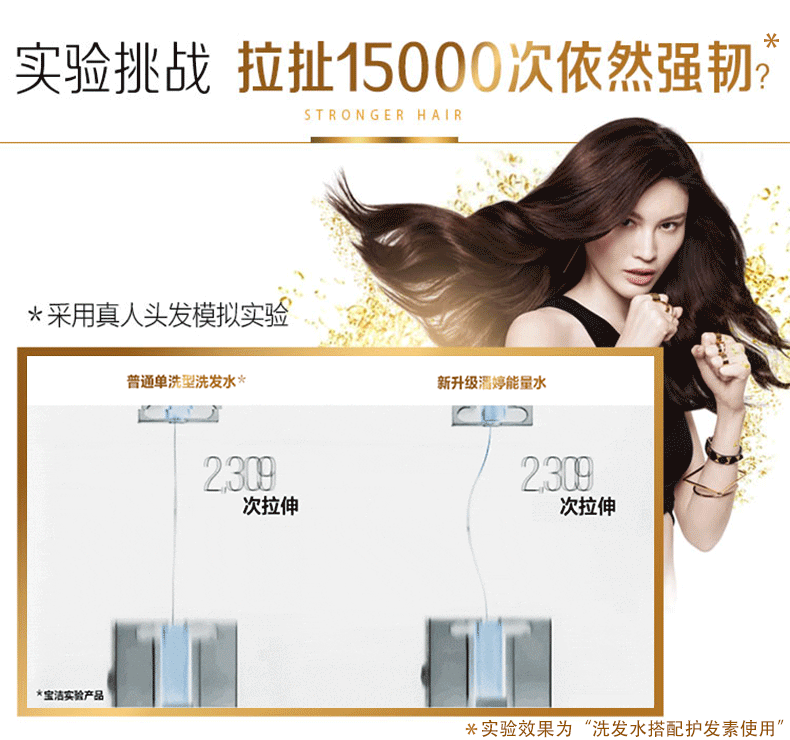 实验挑战 拉扯15000次依然强韧*?
STRONGER HAIR
*采用真人头发模拟实验
普通单洗型洗发水*
新升级潘婷能量水
2,309
次拉伸
2,309
次拉伸
*宝洁实验产品
*实验效果为“洗发水搭配护发素使用”